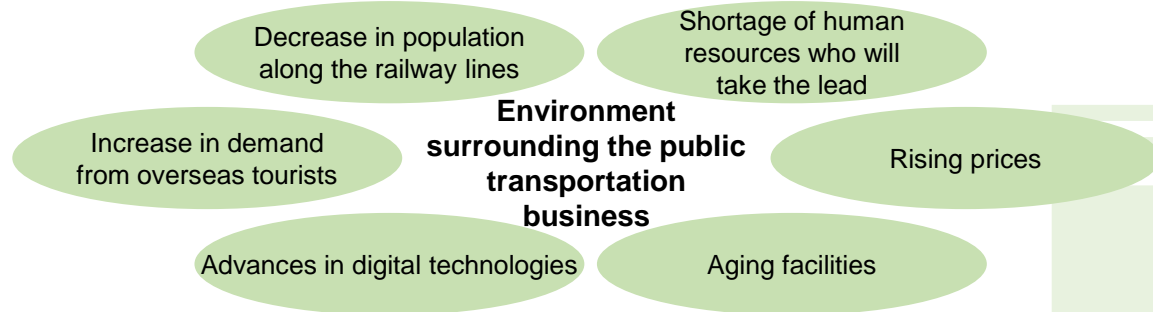 Decrease in population
along the railway lines
Shortage of human
resources who will
take the lead
Environment
surrounding the public
transportation
business
Increase in demand
from overseas tourists
Rising prices
Advances in digital technologies
Aging facilities